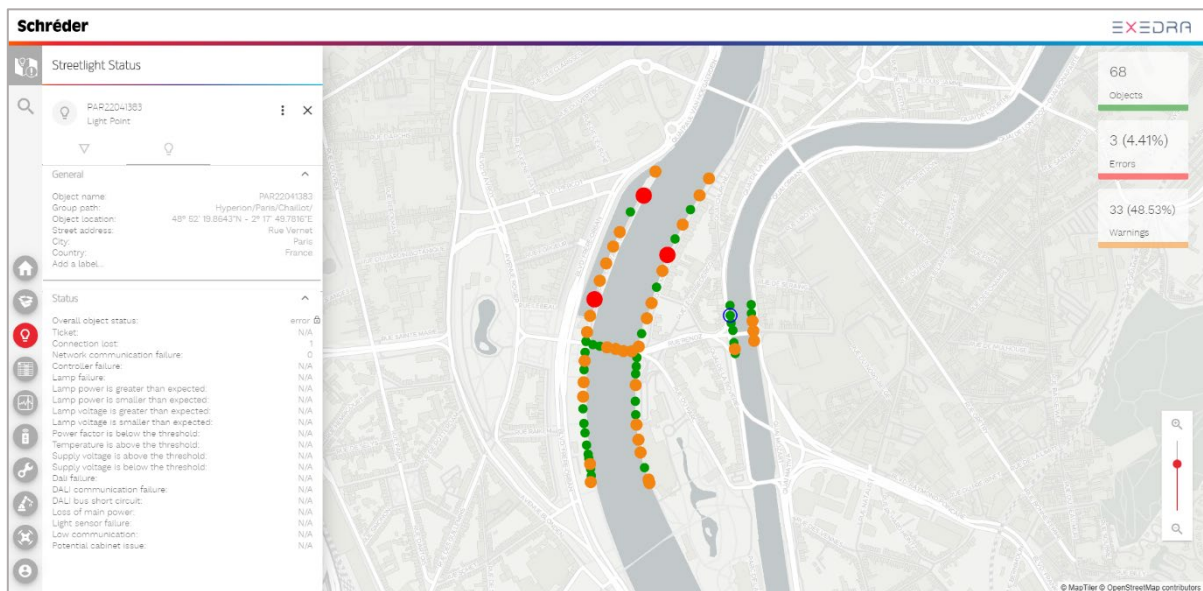 Schréder
EXEDRA
Streetlight Status
PAR22041383
Light Point
General
Object name: PAR22041383
Group path: Hyperion/Paris/Chaillot/
Object location: 48° 52' 19.8643"N - 2° 17' 49.7816"E
Street address: Rue Vernet
City: Paris
Country: France
Add a label...
Status
Overall object status: error
Ticket: N/A
Connection lost: 1
Network communication failure: 0
Controller failure: N/A
Lamp failure: N/A
Lamp power is greater than expected: N/A
Lamp power is smaller than expected: N/A
Lamp voltage is greater than expected: N/A
Lamp voltage is smaller than expected: N/A
Power factor is below the threshold: N/A
Temperature is above the threshold: N/A
Supply voltage is above the threshold: N/A
Supply voltage is below the threshold: N/A
Dali failure: N/A
DALI communication failure: N/A
DALI bus short circuit: N/A
Loss of main power: N/A
Light sensor failure: N/A
Low communication: N/A
Potential cabinet issue: N/A
68
Objects
3 (4.41%)
Errors
33 (48.53%)
Warnings
© MapTiler © OpenStreetMap contributors